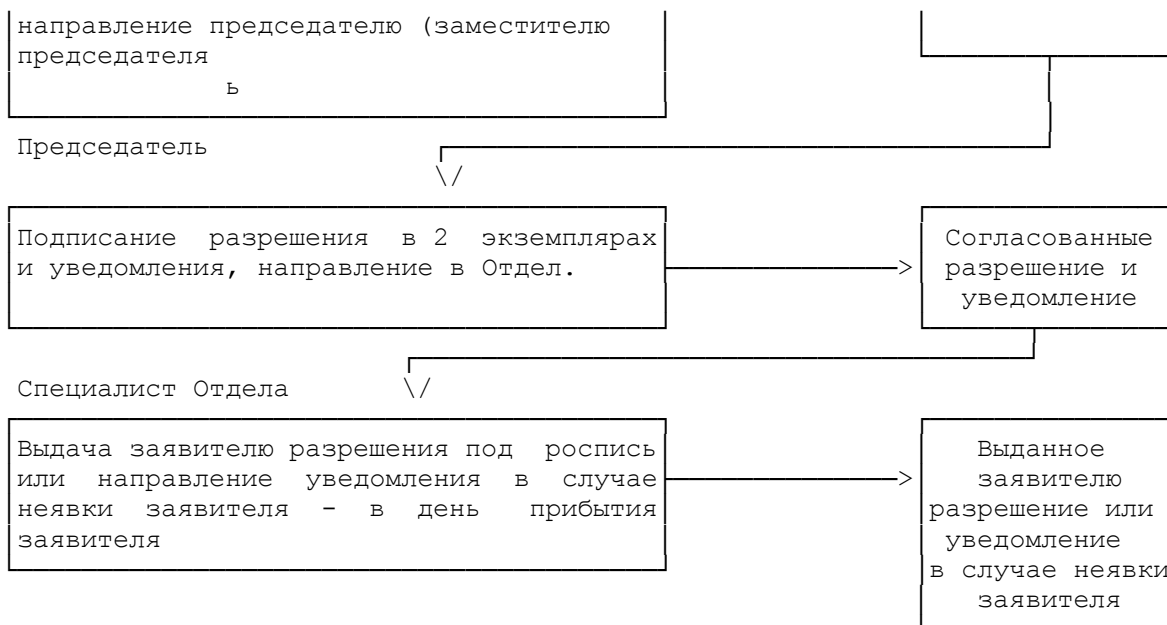 направление председателю (заместителю
председателя
ь
Председатель
\/
Подписание разрешения в 2 экземплярах
и уведомления, направление в Отдел.
>
Согласованные
разрешение и
уведомление
Специалист Отдела
\/
Выдача заявителю разрешения под роспись
или направление уведомления в случае
неявки заявителя - в день прибытия
заявителя
>
Выданное
заявителю
разрешение или
уведомление
в случае неявки
заявителя